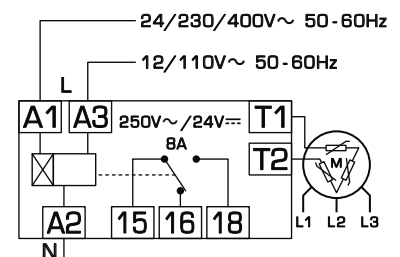 24/230/400V~ 50-60Hz
12/110V~ 60-60Hz
L
A1 A3 250V~/24V⎓ T1
8A
T2
M
A2 15 16 18
L1 L2 L3
N